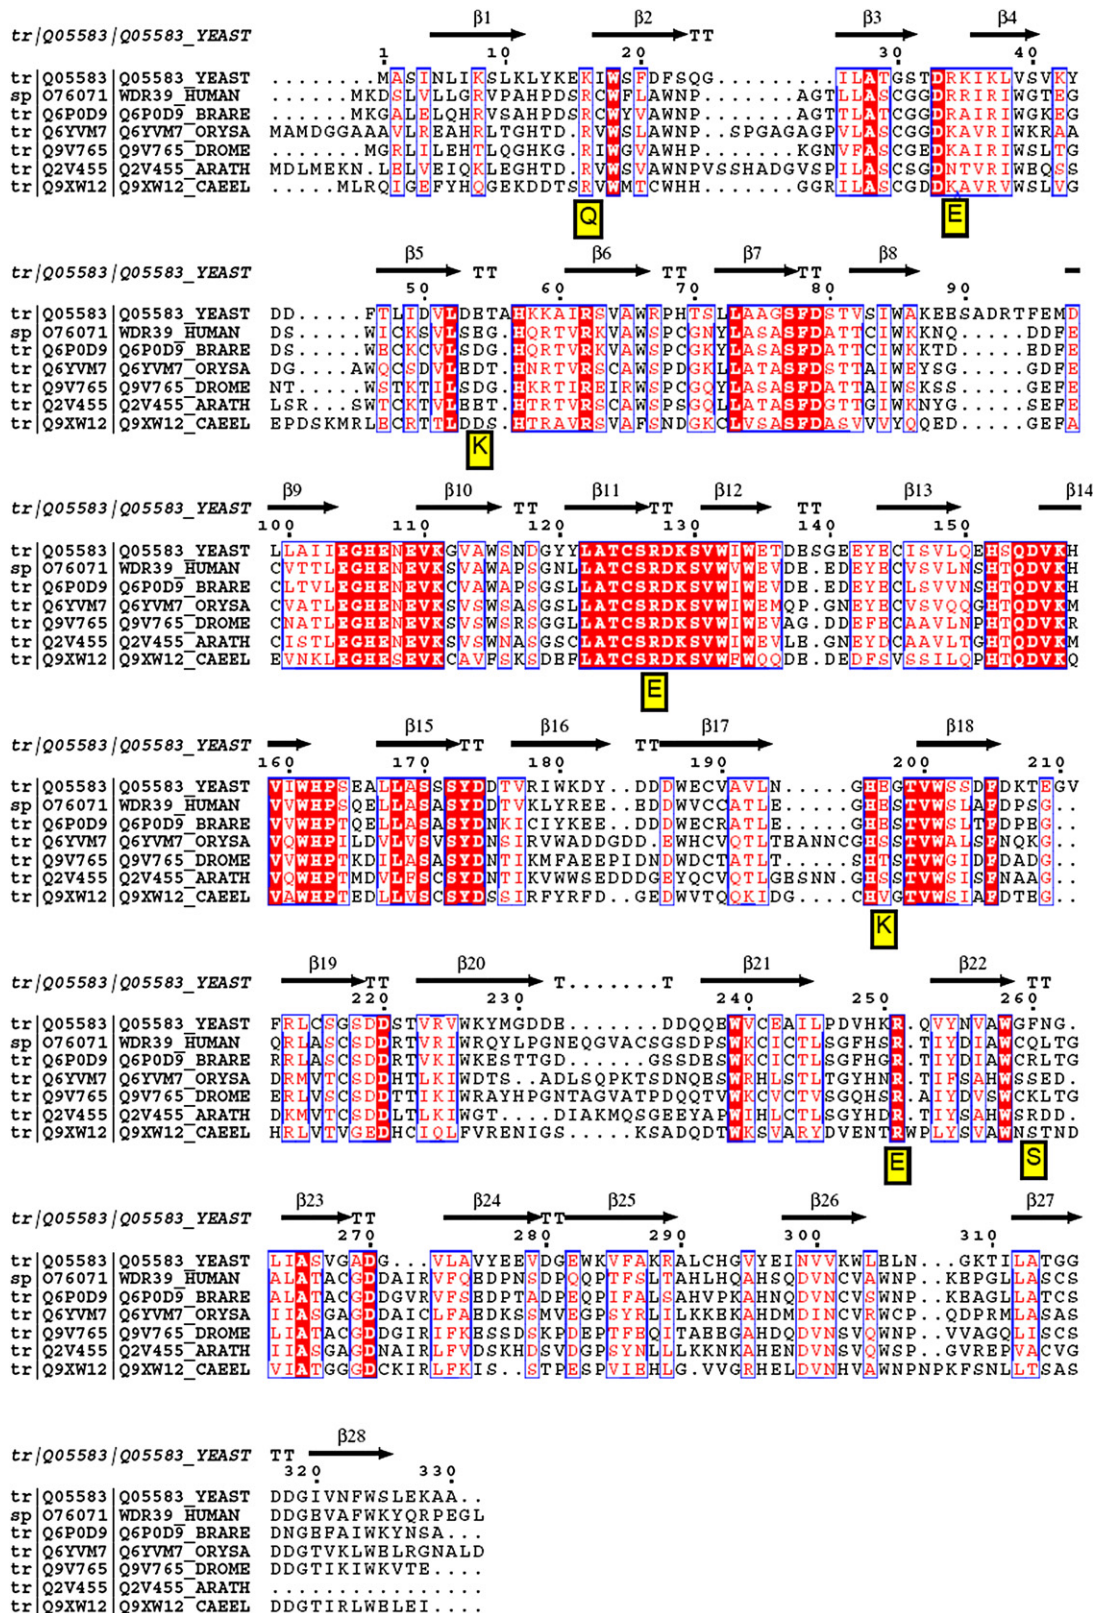 β1 β2 β3 β4
tr/Q05583/Q05583_YEAST TT
1 10 20 30 40
tr|Q05583|Q05583_YEAST ........MASINLIKSLKLYKEKIWSFDFSQG.........ILATGSTDRKIKLVSVKY
sp|O76071|WDR39_HUMAN ......MKDSLVLLGRVPAHPDSRCWFLAWNP.......AGTLLASCGGDRRIRIWGTEG
tr|Q6P0D9|Q6P0D9_BRARE ......MKGALELQHRVSAHPDSRCWYVAWNP.......AGTTLASCGGDRAIRIWGKEG
tr|Q6YVM7|Q6YVM7_ORYSA MAMDGGAAAVLREAHRLTGHTD.RVWSLAWNP..SPGAGAGPVLASCGGDKAVRIWKRAA
tr|Q9V765|Q9V765_DROME ......MGRLILEHTLQGHKG.RIWGVAWHP.......KGNVFASCGEDKAIRIWSLTG
tr|Q2V455|Q2V455_ARATH MDLMEKN.LELVEIQKLEGHTD.RVWSVAWNPVSSHADGVSPILASCSGDNTVRIWEQSS
tr|Q9XW12|Q9XW12_CAEEL .....MLRQIGEFYHQGEKDDTSRVWMTCWHH.......GGRILASCGDDKAVRVWSLVG
Q E
β5 β6 β7 β8
tr/Q05583/Q05583_YEAST TT TT TT
50 60 70 80 90
tr|Q05583|Q05583_YEAST DD.....FTLIDVLDETAHKKAIRSVAWRPHTSLLAAGSFDSTVSIWAKEESADRTFEMD
sp|O76071|WDR39_HUMAN DS.....WICKSVLSEG.HQRTVRKVAWSPCGNYLASASFDATTCIWKKNQ....DDFE
tr|Q6P0D9|Q6P0D9_BRARE DS.....WECKCVLSDG.HQRTVRKVAWSPCGKYLASASFDATTCIWKKTD.....EDFE
tr|Q6YVM7|Q6YVM7_ORYSA DG....AWQCSDVLEDT.HNRTVRSCAWSPDGKLLATASFDATTAIWEYSG.....GDFE
tr|Q9V765|Q9V765_DROME NT.....WSTKTILSDG.HKRTIREIRWSPCGQYLASASFDATTAIWSKSS.....GEFE
tr|Q2V455|Q2V455_ARATH LSR...SWTCKTVLEET.HTRTVRSCAWSPSGQLLATASFDGTTGIWKNYG.....SEFE
tr|Q9XW12|Q9XW12_CAEEL EPDSKMRLECRTTLDDS.HTRAVRSVAFSNDGKCLVSASFDASVVVYQQED.....GEFA
K
β9 β10 β11 β12 β13 β14
tr/Q05583/Q05583_YEAST TT TT TT
100 110 120 130 140 150
tr|Q05583|Q05583_YEAST LLAIIEGHENEVKGVAWSNDGYYLATCSRDKSVWIWETDESGEEYECISVLQEHSQDVKH
sp|O76071|WDR39_HUMAN CVTTLEGHENEVKSVAWAPSGNLLATCSRDKSVWVWEVDE.EDEYECVSVLNSHTQDVKH
tr|Q6P0D9|Q6P0D9_BRARE CLTVLEGHENEVKCVAWAPSGNLLATCSRDKSVWIWEVDE.EDEYECLSVVNSHTQDVKH
tr|Q6YVM7|Q6YVM7_ORYSA CVATLEGHENEVKSVSWSASGSLLATCSRDKSVWIWEMQP.GNEYECVSVQQGHTQDVKM
tr|Q9V765|Q9V765_DROME CNATLEGHENEVKSVSWSRSGGLLATCSRDKSVWIWEVAG.DDEFECAAVLNPHTQDVKR
tr|Q2V455|Q2V455_ARATH CISTLEGHENEVKSVSWNASGSCLATCSRDKSVWIWEVLE.GNEYDCAAVLTGHTQDVKM
tr|Q9XW12|Q9XW12_CAEEL EVNKLEGHESEVKCAVFSKSDEFLATCSRDKSVWFWQQDE.DEDFSVSSILQPHTQDVKQ
E
β15 β16 β17 β18
tr/Q05583/Q05583_YEAST TT TT
160 170 180 190 200 210
tr|Q05583|Q05583_YEAST VIWHPSEALLASSSYDDTVRIWKDY..DDDWECVAVLN.....GHEGTVWSSDFDKTEGV
sp|O76071|WDR39_HUMAN VVWHPSQELLASASYDDTVKLYREE..EDDWVCCATLE.....GHESTVWSLAFDPSG..
tr|Q6P0D9|Q6P0D9_BRARE VVWHPTQELLASASYDNKICIYKEE..DDDWECRATLE.....GHESTVWSLTFDPEG..
tr|Q6YVM7|Q6YVM7_ORYSA VQWHPILDVLVSVSYDNSIRVWADDGDD.EWHCVQTLTEANNCGHSSTVWALSFNQKG..
tr|Q9V765|Q9V765_DROME VVWHPTKDILASASYDNTIKMFAEEPIDNDWDCTATLT.....SHTSTVWGIDFDADG..
tr|Q2V455|Q2V455_ARATH VQWHPTMDVLFSCSYDNTIKVWWSEDDDGEYQCVQTLGESNN.GHSSTVWSISFNAAG..
tr|Q9XW12|Q9XW12_CAEEL VAWHPTEDLLVSCSYDSSIRFYRFD..GEDWVTQQKIDG....CHVGTVWSIAFDTEG..
K
β19 β20 β21 β22
tr/Q05583/Q05583_YEAST TT T.......T TT
220 230 240 250 260
tr|Q05583|Q05583_YEAST FRLCSGSDDSTVRVWKYMGDDE.......DDQQEWVCEAILPDVHKR.QVYNVAWGFNG.
sp|O76071|WDR39_HUMAN QRLASCSDDRTVRIWRQYLPGNEQGVACSGSDPSWKCICTLSGFHSR.TIYDIAWCQLTG
tr|Q6P0D9|Q6P0D9_BRARE RRLASCSDDRTVKIWKESTTGD.......GSSDESWKCICTLSGFHGR.TIYDIAWCRLTG
tr|Q6YVM7|Q6YVM7_ORYSA DRMVTCSDDHTLKIWDTS..ADLSQPKTSDNQESWRHLSTLTGYHNR.TIFSAHWSSED.
tr|Q9V765|Q9V765_DROME ERLVSCSDDTTIKIWRAYHPGNTAGVATPDQQTVWKCVCTVSGQHSR.AIYDVSWCKLTG
tr|Q2V455|Q2V455_ARATH DKMVTCSDDLTLKIWGT...DIAKMQSGEEYAPWIHLCTLSGYHDR.TIYSAHWSRDD.
tr|Q9XW12|Q9XW12_CAEEL HRLVTVGEDHCIQLFVRENIGS.....KSADQDTWKSVARYDVENTRWPLYSVAWNSTND
E S
β23 β24 β25 β26 β27
tr/Q05583/Q05583_YEAST TT TT
270 280 290 300 310
tr|Q05583|Q05583_YEAST LIASVGADG...VLAVYEEVDGEWKVFAKRALCHGVYEINVVKWLELN...GKTILATGG
sp|O76071|WDR39_HUMAN ALATACGDDAIRVFQEDPNSDPQQPTFSLTAHLHQAHSQDVNCVAWNP..KEPGLLASCS
tr|Q6P0D9|Q6P0D9_BRARE ALATACGDDGVRVFSEDPTADPEQPIFALSAHVPKAHNQDVNCVSWNP..KEAGLLATCS
tr|Q6YVM7|Q6YVM7_ORYSA IIASGAGDDAICLFAEDKSSMVEGPSYRLILKKEKAHDMDINCVRWCP..QDPRMLASAS
tr|Q9V765|Q9V765_DROME LIATACGDDGIRIFKESSDSKPDEPTFEQITAEEGAHDQDVNSVQWNP..VVAGQLISCS
tr|Q2V455|Q2V455_ARATH IIASGAGDNAIRLFVDSKHDSVDGPSYNLLLKKNKAHENDVNSVQWSP..GVREPVACVG
tr|Q9XW12|Q9XW12_CAEEL VIATGGGDCKIRLFKIS..STPESPVIEHLG.VVGRHELDVNHVAWNPNPKFSNLLTSAS
β28
tr/Q05583/Q05583_YEAST TT
320 330
tr|Q05583|Q05583_YEAST DDGIVNFWSLEKAA..
sp|O76071|WDR39_HUMAN DDGEVAFWKYQRPEGL
tr|Q6P0D9|Q6P0D9_BRARE DNGEFAIWKYNSA...
tr|Q6YVM7|Q6YVM7_ORYSA DDGTVKLWELRGNALD
tr|Q9V765|Q9V765_DROME DDGTIKIWKVTE....
tr|Q2V455|Q2V455_ARATH ................
tr|Q9XW12|Q9XW12_CAEEL DDGTIRLWELEI....